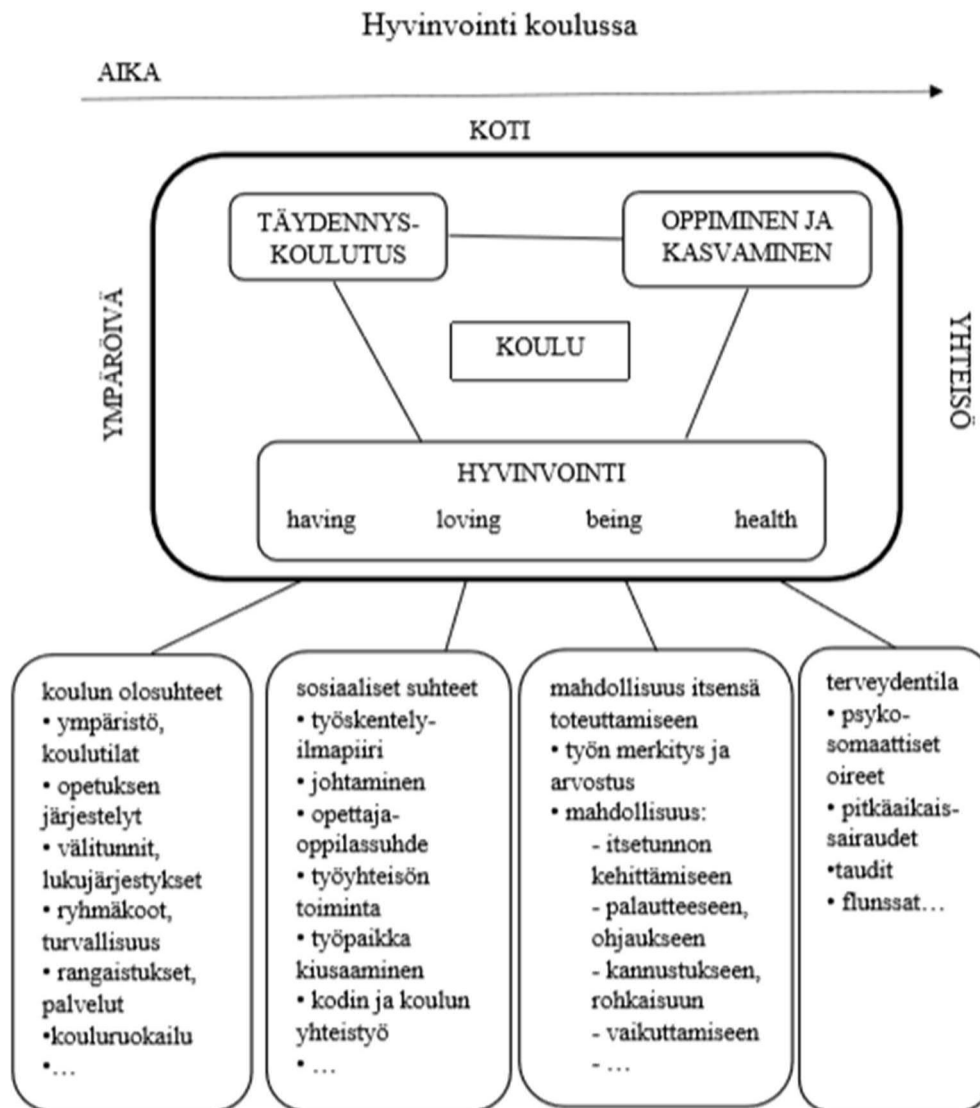 Hyvinvointi koulussa
AIKA
KOTI
TÄYDENNYS-
KOULUTUS
OPPIMINEN JA
KASVAMINEN
YMPÄRÖIVÄ
KOULU
YHTEISÖ
HYVINVOINTI
having loving being health
koulun olosuhteet
• ympäristö,
koulutilat
• opetuksen
järjestelyt
• välitunnit,
lukujärjestykset
• ryhmäkoot,
turvallisuus
• rangaistukset,
palvelut
•kouluruokailu
•…
sosiaaliset suhteet
• työskentely-
ilmapiiri
• johtaminen
• opettaja-
oppilassuhde
• työyhteisön
toiminta
• työpaikka
kiusaaminen
• kodin ja koulun
yhteistyö
• …
mahdollisuus itsensä
toteuttamiseen
• työn merkitys ja
arvostus
• mahdollisuus:
- itsetunnon
kehittämiseen
- palautteeseen,
ohjaukseen
- kannustukseen,
rohkaisuun
- vaikuttamiseen
- …
terveydentila
• psyko-
somaattiset
oireet
• pitkäaikais-
sairaudet
•taudit
• flunssat…